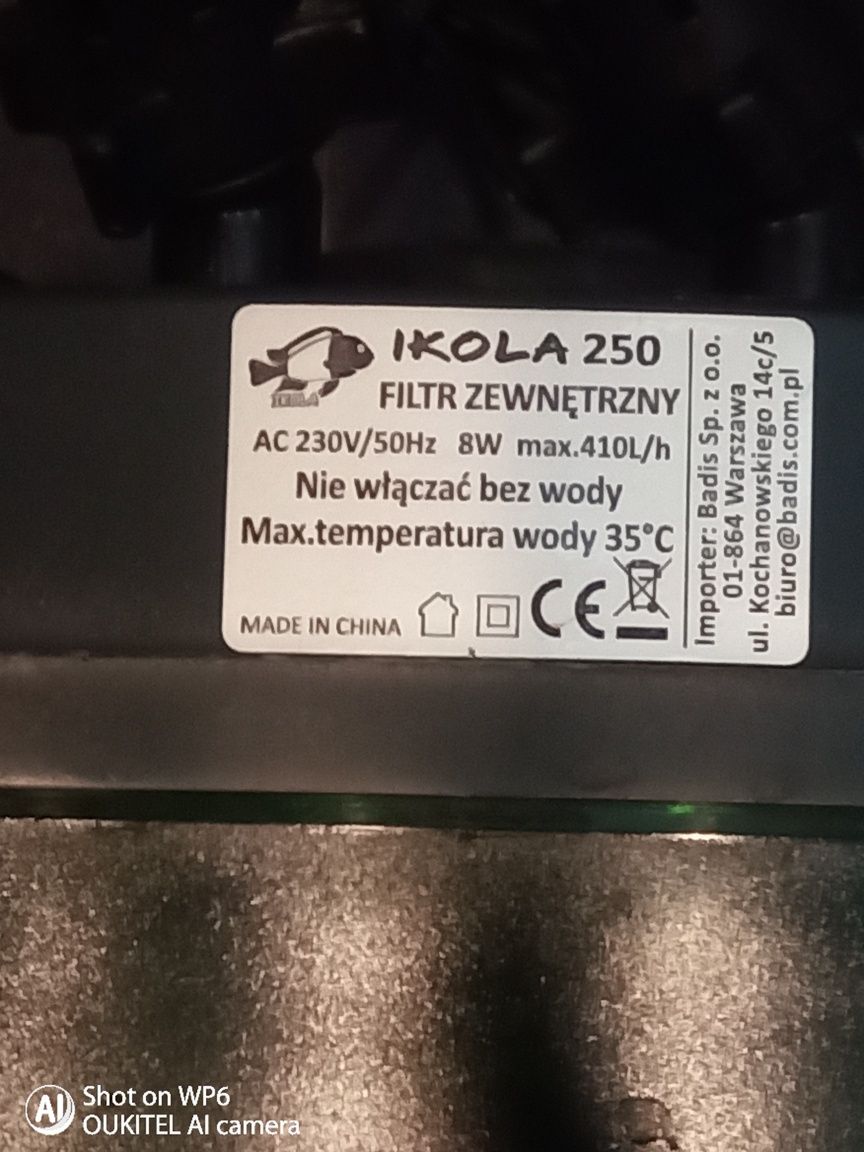 IKOLA 250
FILTR ZEWNĘTRZNY
AC 230V/50Hz 8W max.410L/h
Nie włączać bez wody
Max.temperatura wody 35°C
MADE IN CHINA
CE
Importer: Badis Sp. z o.o.
01-864 Warszawa
ul. Kochanowskiego 14c/5
biuro@badis.com.pl
IKOLA
AI
Shot on WP6
OUKITEL AI camera